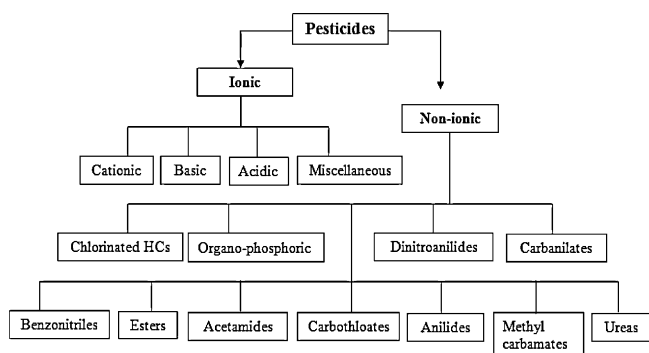 Pesticides
Ionic
Non-ionic
Cationic
Basic
Acidic
Miscellaneous
Chlorinated HCs
Organo-phosphoric
Dinitroanilides
Carbanilates
Benzonitriles
Esters
Acetamides
Carbothloates
Anilides
Methyl
carbamates
Ureas